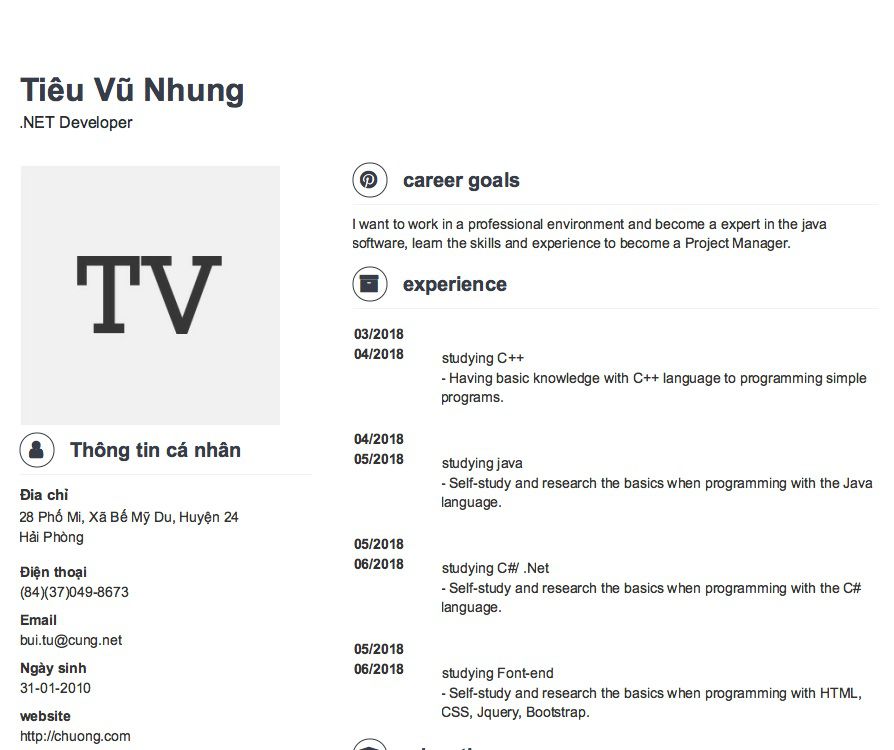 Tiêu Vũ Nhung
.NET Developer
TV
Thông tin cá nhân
Đia chỉ
28 Phố Mi, Xã Bế Mỹ Du, Huyện 24
Hải Phòng
Điện thoại
(84)(37)049-8673
Email
bui.tu@cung.net
Ngày sinh
31-01-2010
website
http://chuong.com
career goals
I want to work in a professional environment and become a expert in the java
software, learn the skills and experience to become a Project Manager.
experience
03/2018
04/2018
studying C++
- Having basic knowledge with C++ language to programming simple
programs.
04/2018
05/2018
studying java
- Self-study and research the basics when programming with the Java
language.
05/2018
06/2018
studying C#/ .Net
- Self-study and research the basics when programming with the C#
language.
05/2018
06/2018
studying Font-end
- Self-study and research the basics when programming with HTML,
CSS, Jquery, Bootstrap.